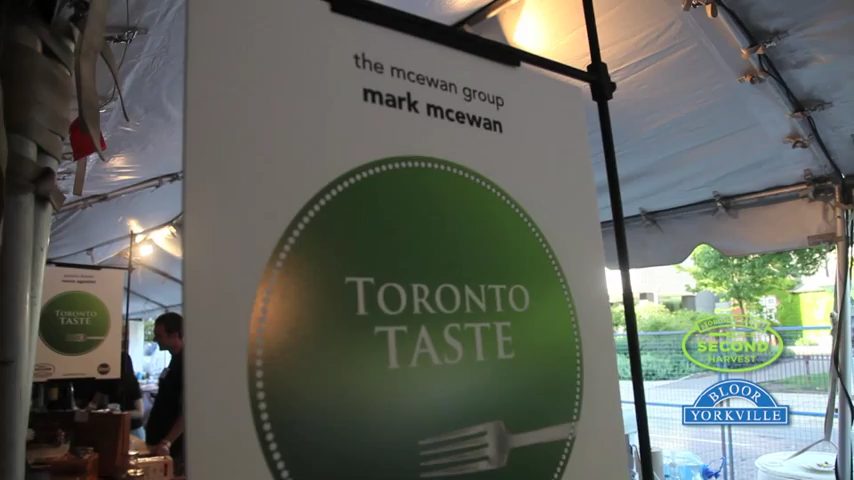 the mcewan group
mark mcewan
TORONTO
TASTE
TORONTO
TASTE
SECOND
HARVEST
BLOOR
YORKVILLE